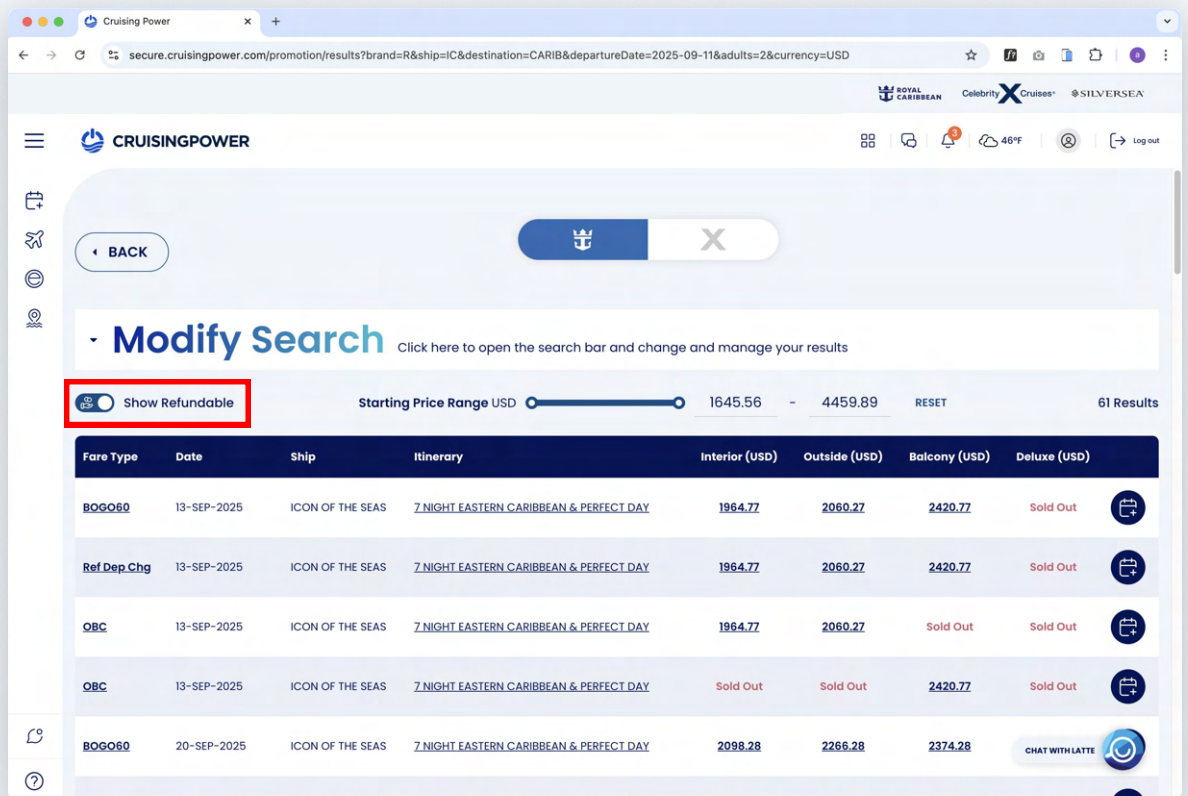 Cruising Power
secure.cruisingpower.com/promotion/results?brand=R&ship=IC&destination=CARIB&departureDate=2025-09-11&adults=2&currency=USD
ROYAL
CARIBBEAN
Celebrity X Cruises
SILVERSEA
CRUISINGPOWER
3
46°F
Log out
BACK
X
Modify Search Click here to open the search bar and change and manage your results
Show Refundable Starting Price Range USD 1645.56 - 4459.89 RESET 61 Results
Fare Type Date Ship Itinerary Interior (USD) Outside (USD) Balcony (USD) Deluxe (USD)
BOGO60 13-SEP-2025 ICON OF THE SEAS 7 NIGHT EASTERN CARIBBEAN & PERFECT DAY 1964.77 2060.27 2420.77 Sold Out
Ref Dep Chg 13-SEP-2025 ICON OF THE SEAS 7 NIGHT EASTERN CARIBBEAN & PERFECT DAY 1964.77 2060.27 2420.77 Sold Out
OBC 13-SEP-2025 ICON OF THE SEAS 7 NIGHT EASTERN CARIBBEAN & PERFECT DAY 1964.77 2060.27 Sold Out Sold Out
OBC 13-SEP-2025 ICON OF THE SEAS 7 NIGHT EASTERN CARIBBEAN & PERFECT DAY Sold Out Sold Out 2420.77 Sold Out
BOGO60 20-SEP-2025 ICON OF THE SEAS 7 NIGHT EASTERN CARIBBEAN & PERFECT DAY 2098.28 2266.28 2374.28
CHAT WITH LATTE